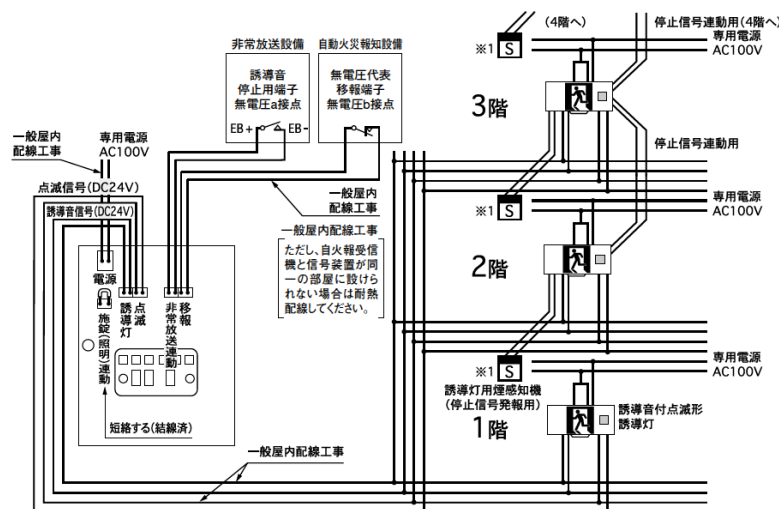 非常放送設備
自動火災報知設備
誘導音
停止用端子
無電圧a接点
EB+
EB-
無電圧代表
移報端子
無電圧b接点
一般屋内
配線工事
専用電源
AC100V
点滅信号(DC24V)
誘導音信号(DC24V)
一般屋内
配線工事
一般屋内配線工事
ただし、自火報受信
機と信号装置が同
一の部屋に設けら
れない場合は耐熱
配線してください。
電源
施錠(照明)連動
誘導灯
点滅
非常放送連動
移報
短絡する(結線済)
一般屋内配線工事
(4階へ)
停止信号連動用(4階へ)
※1
S
専用電源
AC100V
3階
停止信号連動用
※1
S
専用電源
AC100V
2階
※1
S
専用電源
AC100V
誘導灯用煙感知機
(停止信号発報用)
1階
誘導音付点滅形
誘導灯